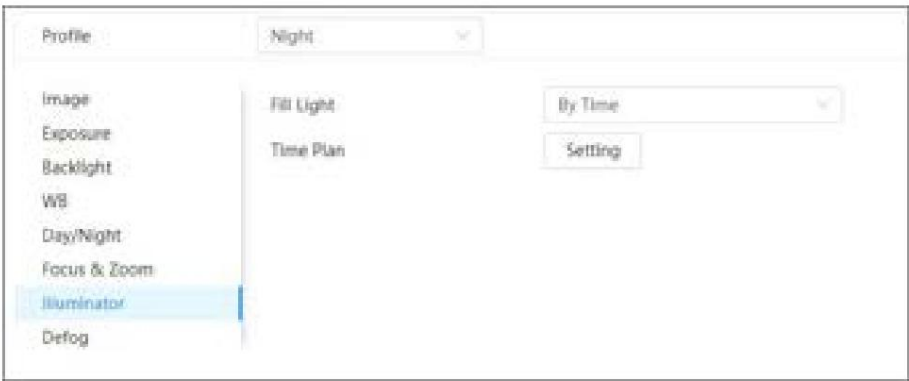 Profile Night
Image
Fill Light By Time
Exposure
Time Plan Setting
Backlight
WB
Day/Night
Focus & Zoom
Illuminator
Defog